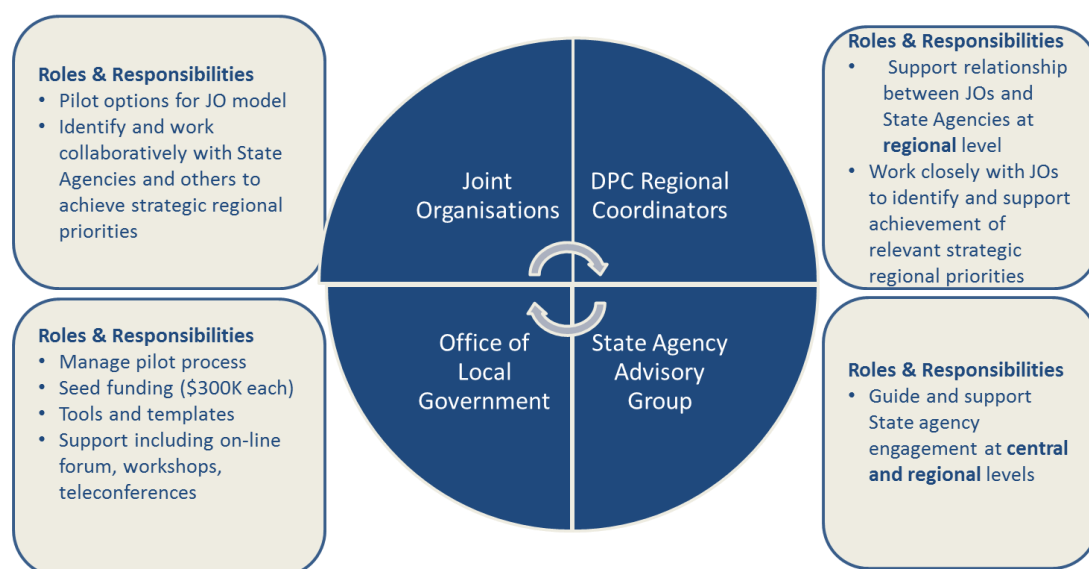 Roles & Responsibilities
• Pilot options for JO model
• Identify and work
collaboratively with State
Agencies and others to
achieve strategic regional
priorities
Joint
Organisations
DPC Regional
Coordinators
Roles & Responsibilities
• Support relationship
between JOs and
State Agencies at
regional level
• Work closely with JOs
to identify and support
achievement of
relevant strategic
regional priorities
Roles & Responsibilities
• Manage pilot process
• Seed funding ($300K each)
• Tools and templates
• Support including on-line
forum, workshops,
teleconferences
Office of
Local
Government
State Agency
Advisory
Group
Roles & Responsibilities
• Guide and support
State agency
engagement at central
and regional levels